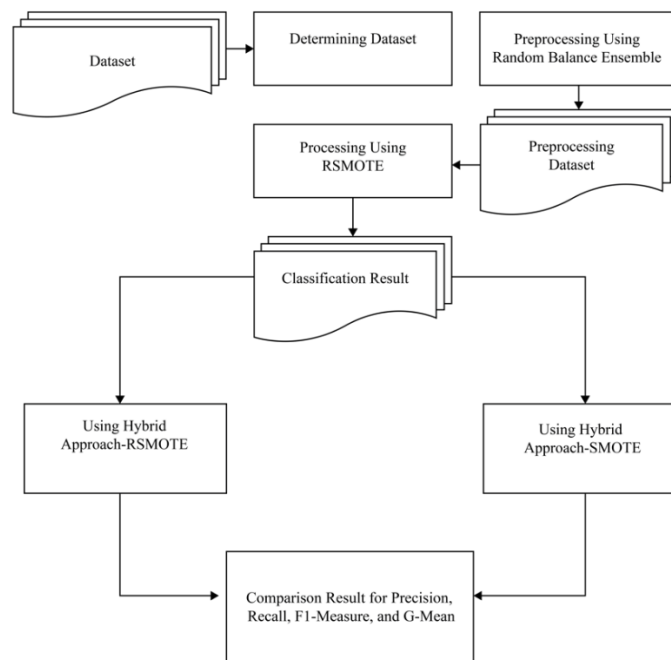 Dataset
Determining Dataset
Preprocessing Using
Random Balance Ensemble
Processing Using
RSMOTE
Preprocessing
Dataset
Classification Result
Using Hybrid
Approach-RSMOTE
Using Hybrid
Approach-SMOTE
Comparison Result for Precision,
Recall, F1-Measure, and G-Mean